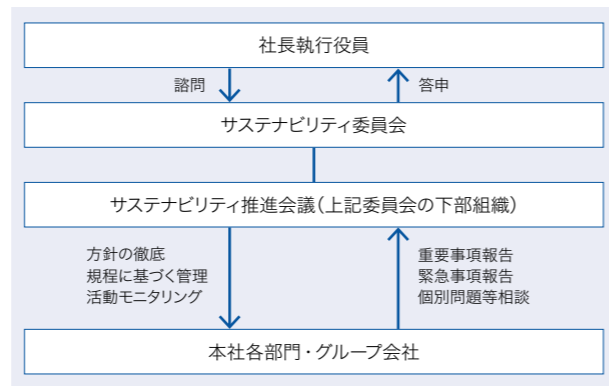 社長執行役員
諮問
答申
サステナビリティ委員会
サステナビリティ推進会議（上記委員会の下部組織）
方針の徹底
規程に基づく管理
活動モニタリング
重要事項報告
緊急事項報告
個別問題等相談
本社各部門・グループ会社